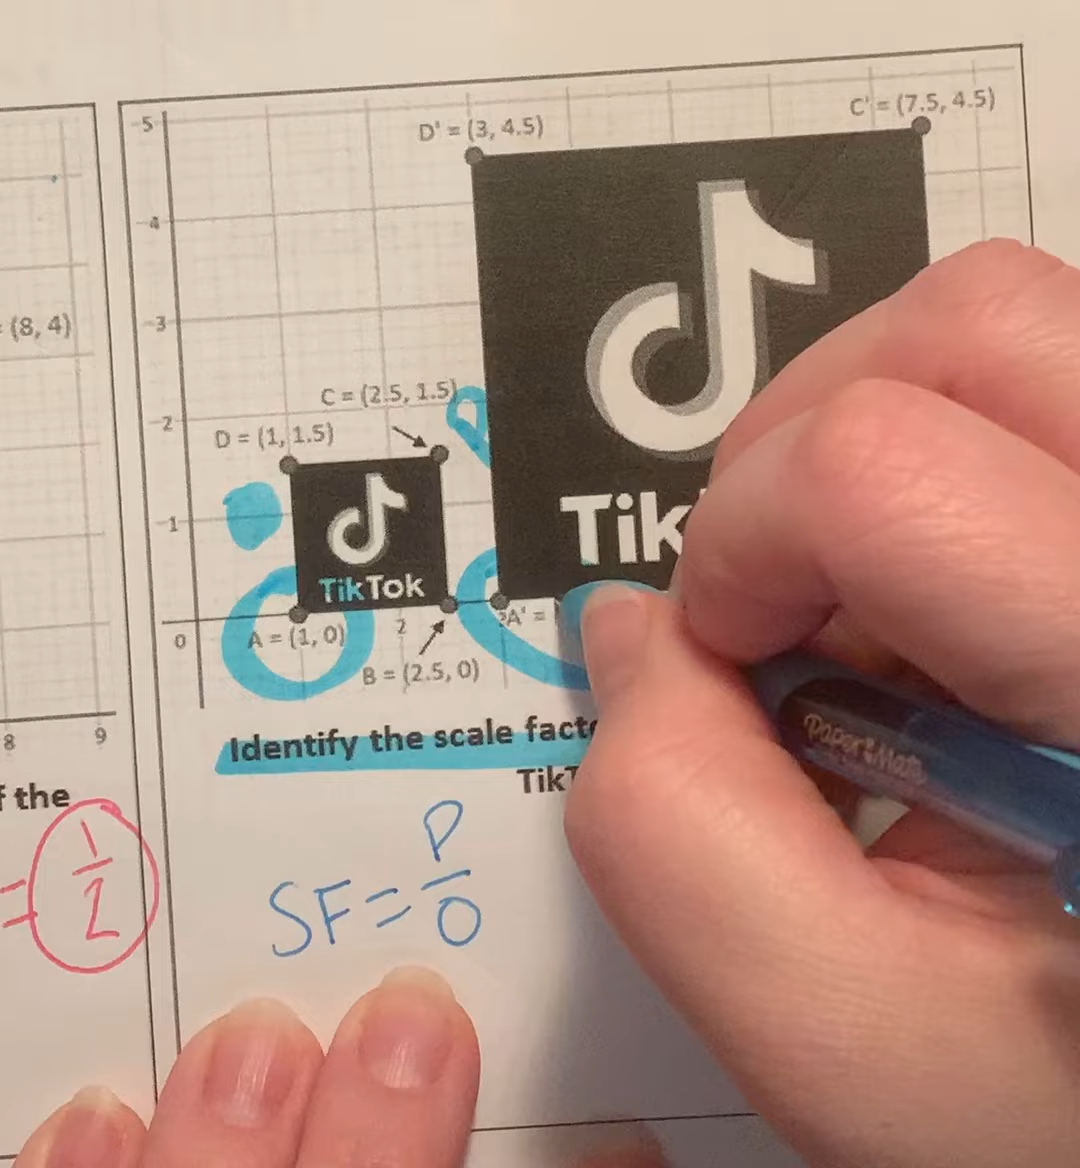 5
D' = (3, 4.5)
C' = (7.5, 4.5)
4
= (8, 4)
3
C = (2.5, 1.5)
2
D = (1, 1.5)
1
TikTok
Tik
0
A = (1, 0)
2
A' =
B = (2.5, 0)
8
9
Identify the scale
the
= 1/2
SF = P/O
Paper Mate